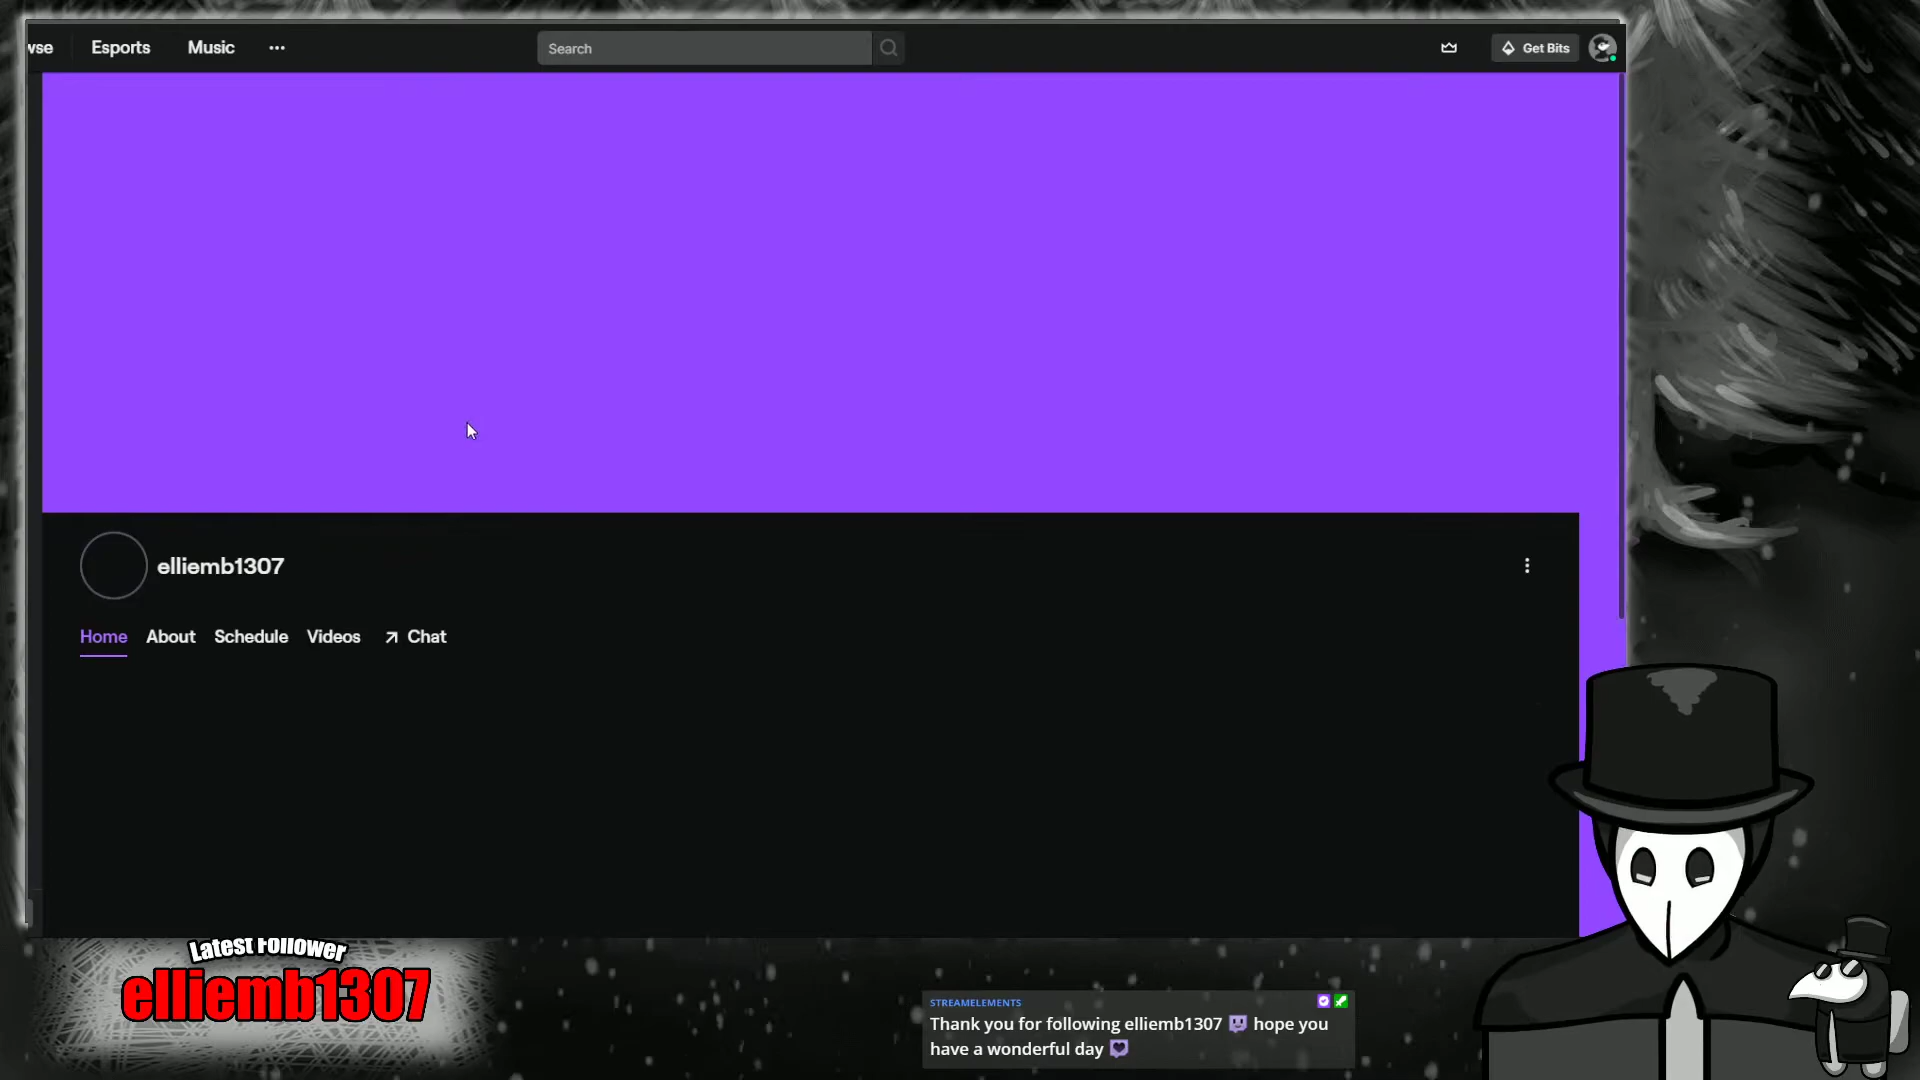 wse Esports Music ··· Search Get Bits
elliemb1307
Home About Schedule Videos Chat
Latest Follower
elliemb1307
STREAMELEMENTS
Thank you for following elliemb1307 hope you
have a wonderful day